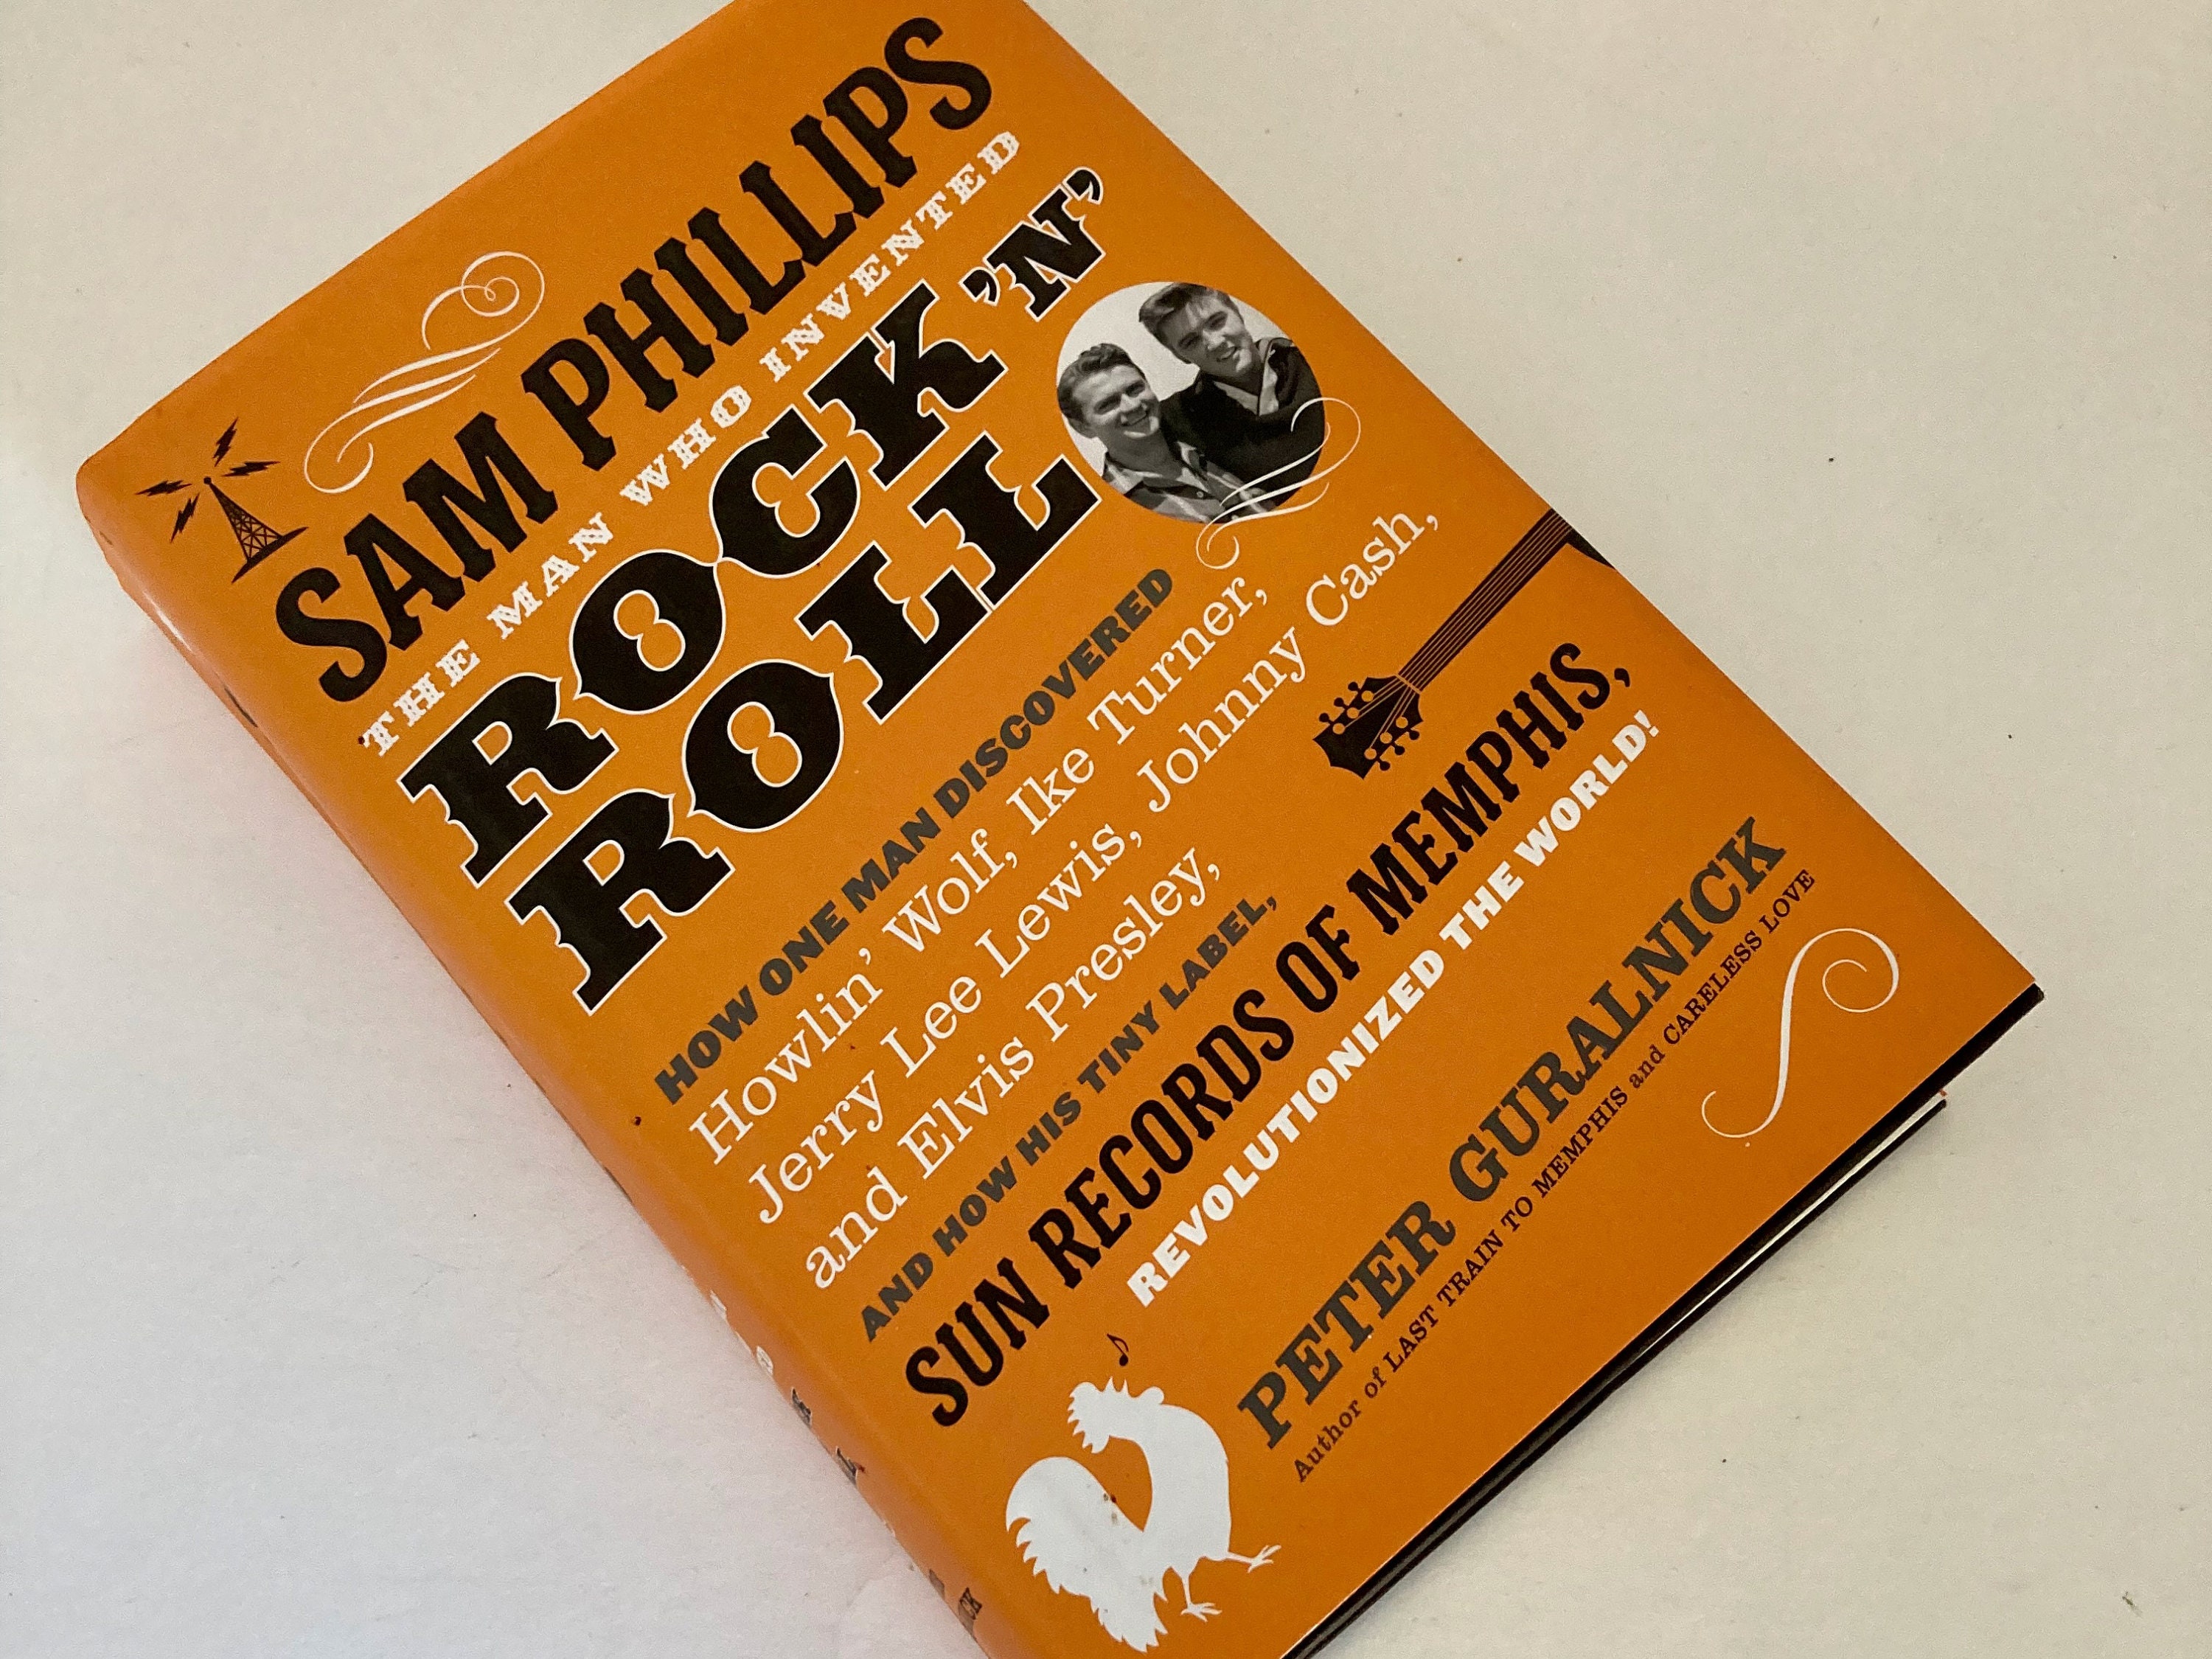 SAM PHILLIPS
THE MAN WHO INVENTED
ROCK 'N'
ROLL
HOW ONE MAN DISCOVERED
Howlin' Wolf, Ike Turner,
Jerry Lee Lewis, Johnny Cash,
and Elvis Presley,
AND HOW HIS TINY LABEL,
SUN RECORDS OF MEMPHIS,
REVOLUTIONIZED THE WORLD!
PETER GURALNICK
Author of LAST TRAIN TO MEMPHIS and CARELESS LOVE